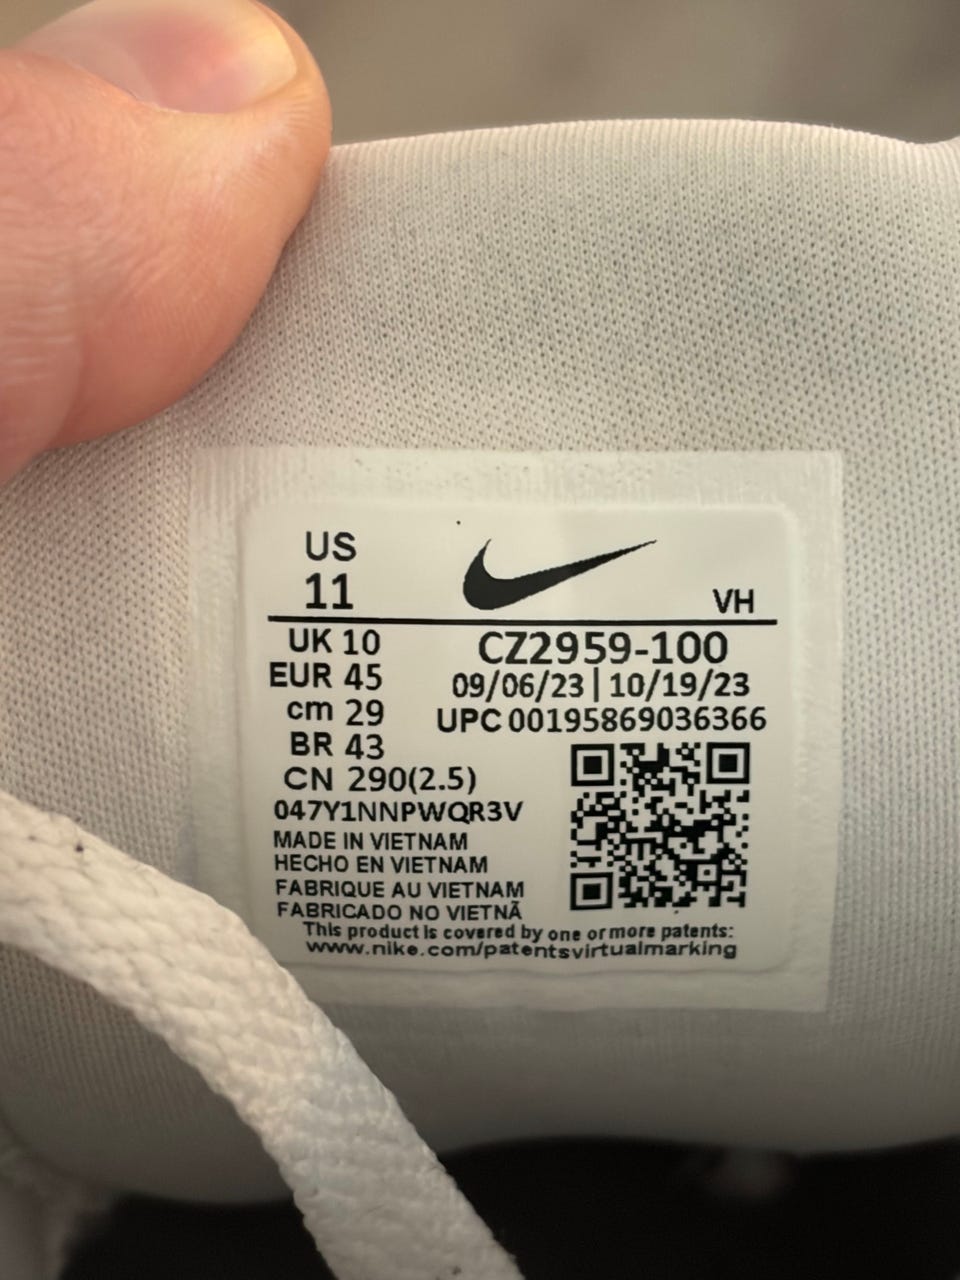 US
11
VH
UK 10
EUR 45
cm 29
BR 43
CN 290(2.5)
CZ2959-100
09/06/23 | 10/19/23
UPC 00195869036366
047Y1NNPWQR3V
MADE IN VIETNAM
HECHO EN VIETNAM
FABRIQUE AU VIETNAM
FABRICADO NO VIETNÃ
This product is covered by one or more patents:
www.nike.com/patentsvirtualmarking